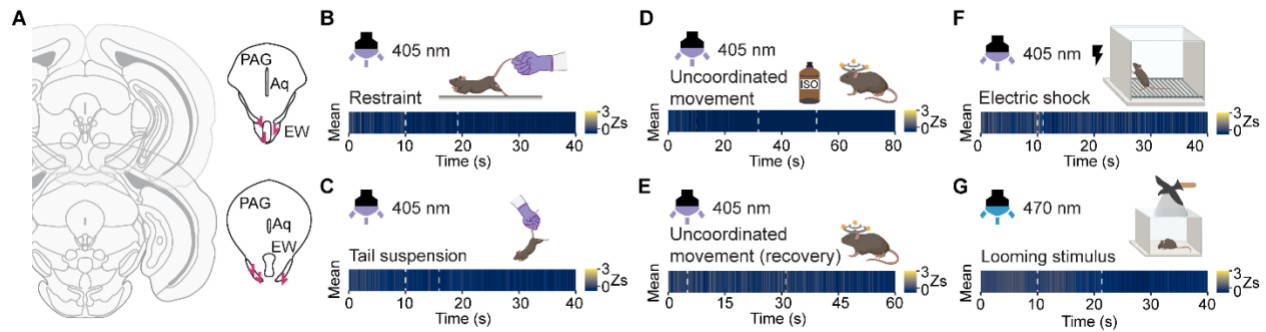 A
PAG
Aq
EW
PAG
Aq
EW
B
405 nm
Restraint
Mean
3
0
Zs
0 10 20 30 40
Time (s)
C
405 nm
Tail suspension
Mean
3
0
Zs
0 10 20 30 40
Time (s)
D
405 nm
Uncoordinated
movement
ISO
Mean
3
0
Zs
0 20 40 60 80
Time (s)
E
405 nm
Uncoordinated
movement (recovery)
Mean
3
0
Zs
0 15 30 45 60
Time (s)
F
405 nm
Electric shock
Mean
3
0
Zs
0 10 20 30 40
Time (s)
G
470 nm
Looming stimulus
Mean
3
0
Zs
0 10 20 30 40
Time (s)